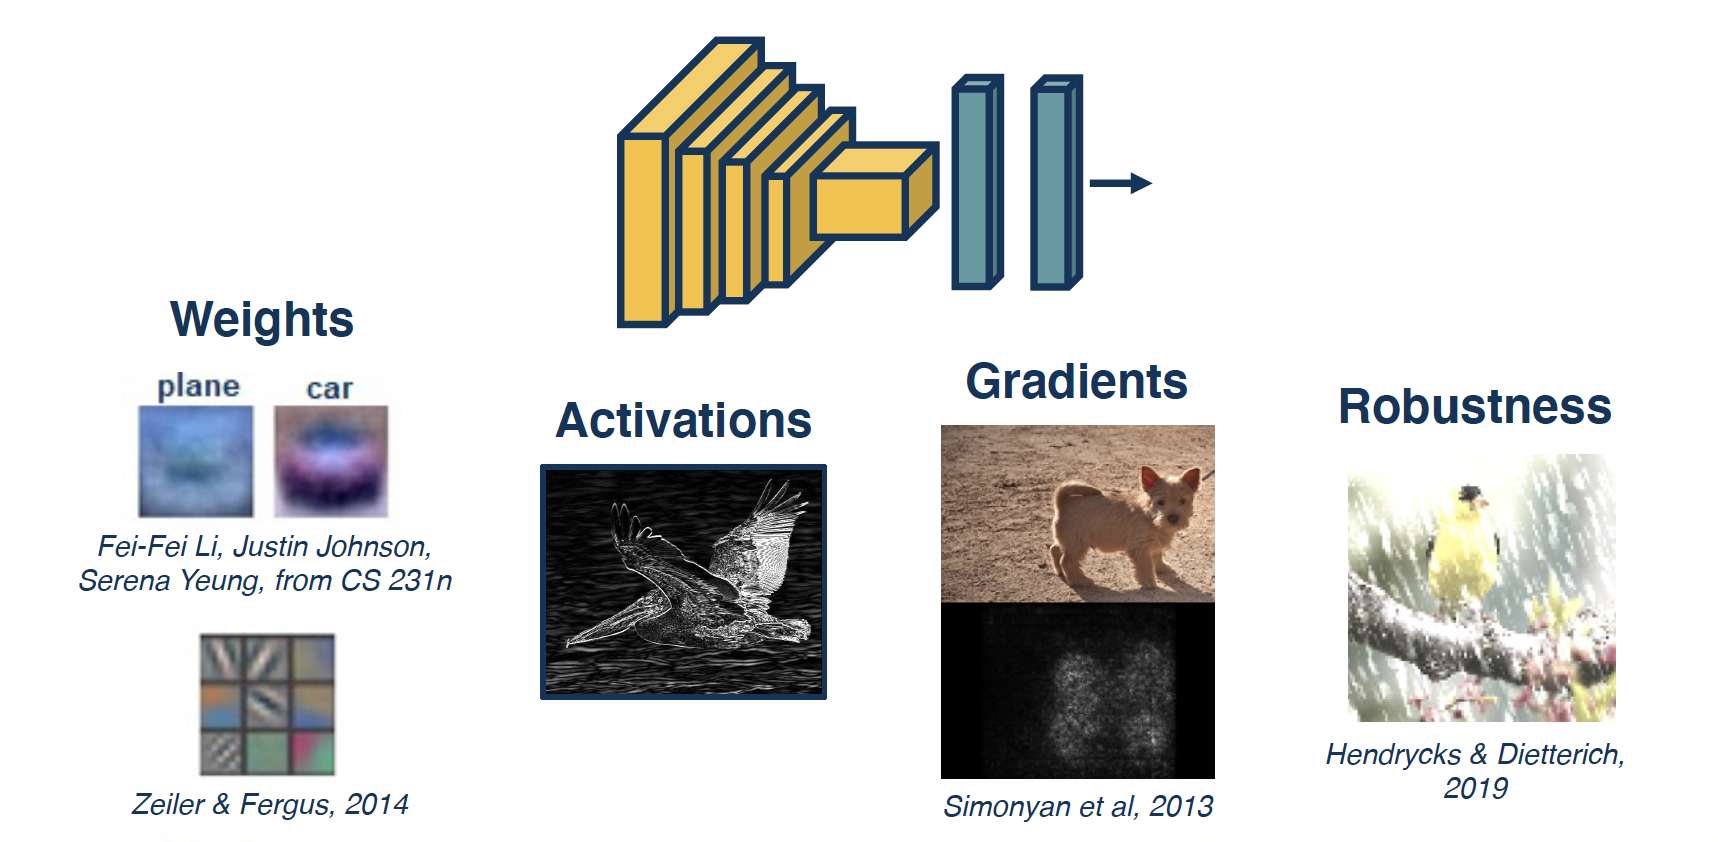 Weights
plane
car
Fei-Fei Li, Justin Johnson,
Serena Yeung, from CS 231n
Zeiler & Fergus, 2014
Activations
Gradients
Simonyan et al, 2013
Robustness
Hendrycks & Dietterich,
2019